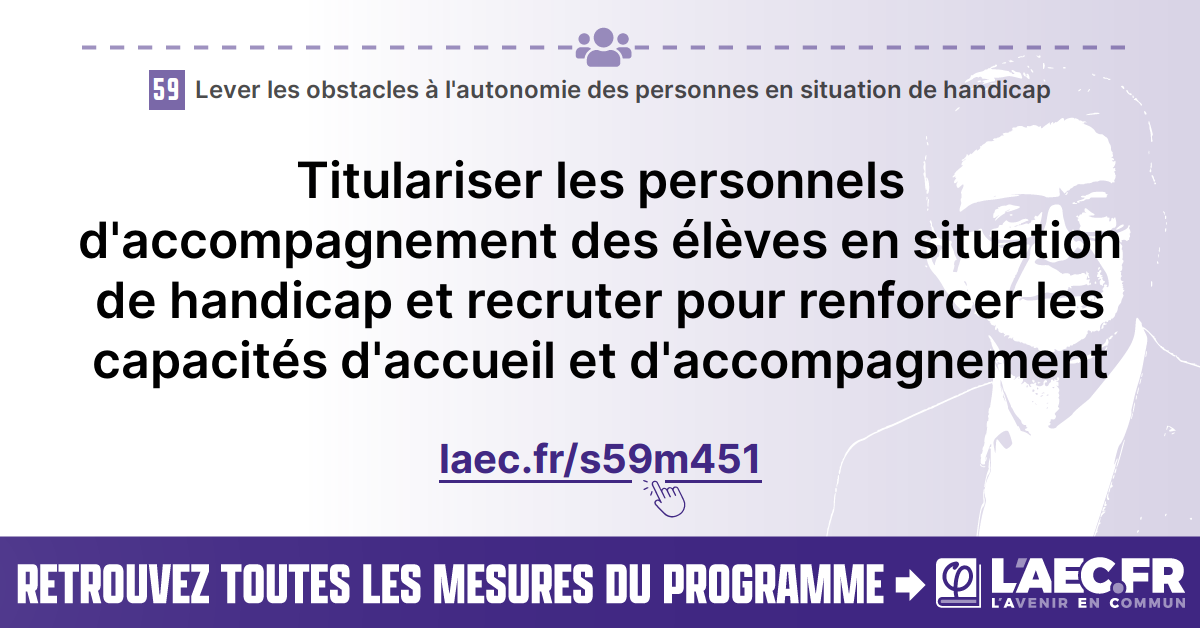 59 Lever les obstacles à l'autonomie des personnes en situation de handicap
Titulariser les personnels
d'accompagnement des élèves en situation
de handicap et recruter pour renforcer les
capacités d'accueil et d'accompagnement
laec.fr/s59m451
RETROUVEZ TOUTES LES MESURES DU PROGRAMME
L'AEC.FR
L'AVENIR EN COMMUN